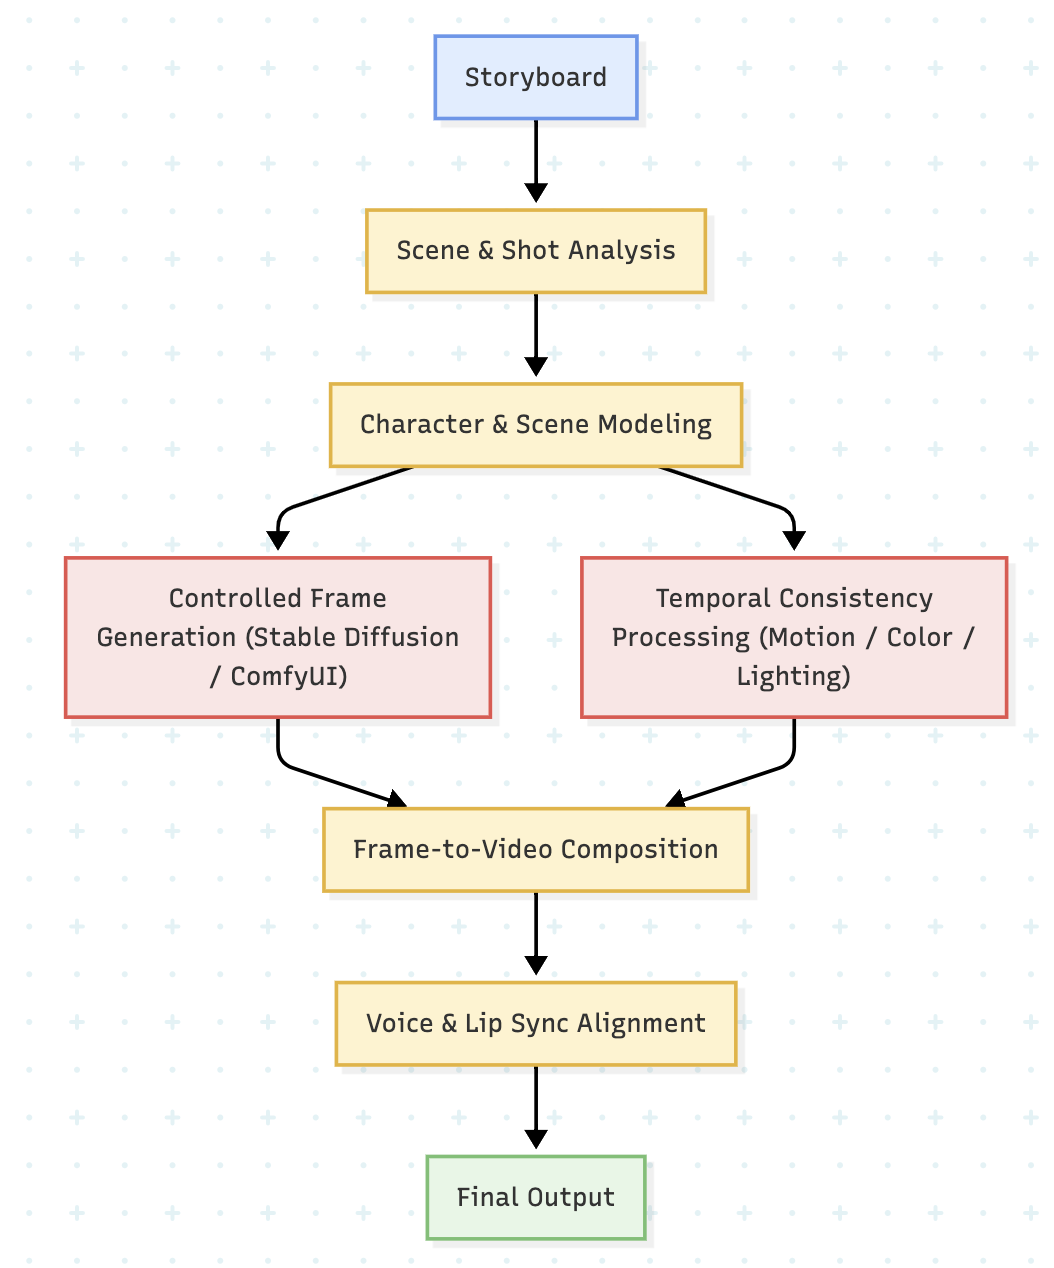 Storyboard
Scene & Shot Analysis
Character & Scene Modeling
Controlled Frame
Generation (Stable Diffusion
/ ComfyUI)
Temporal Consistency
Processing (Motion / Color /
Lighting)
Frame-to-Video Composition
Voice & Lip Sync Alignment
Final Output